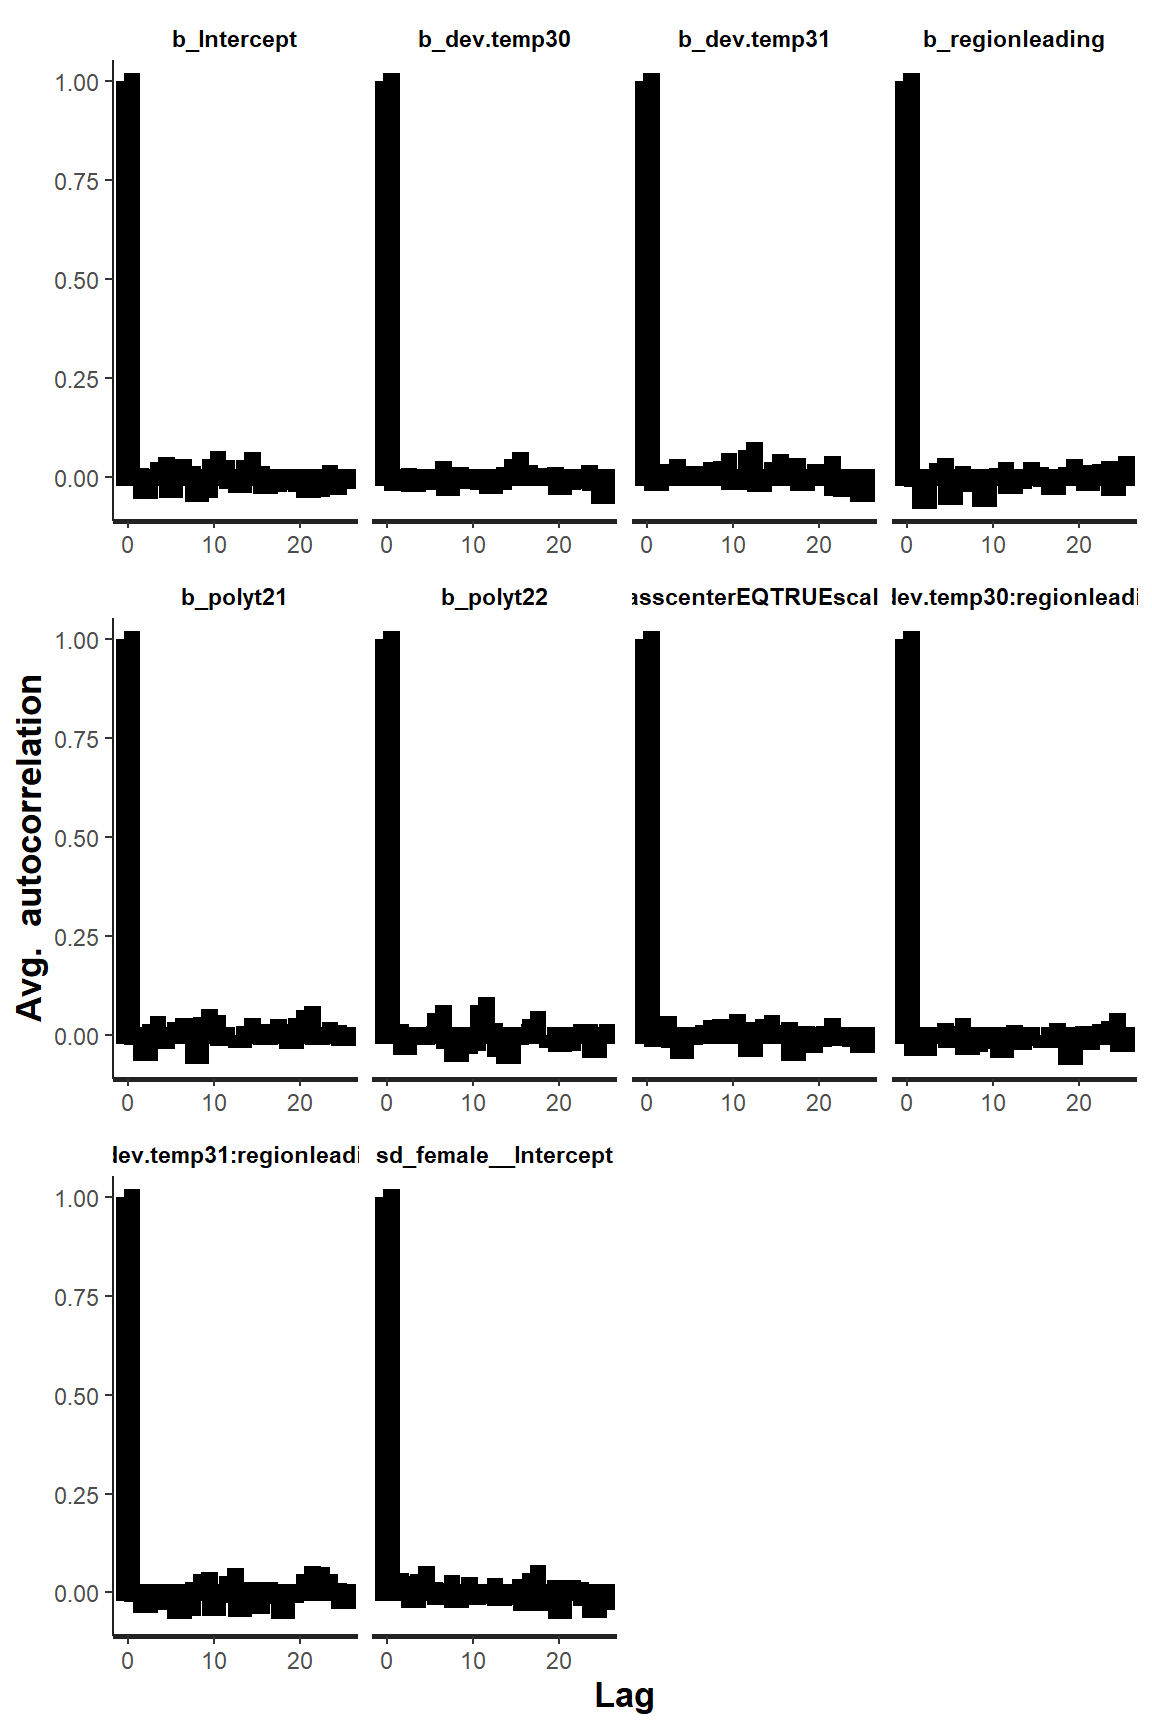 b_Intercept b_dev.temp30 b_dev.temp31 b_regionleading
1.00
0.75
0.50
0.25
0.00
0 10 20 0 10 20 0 10 20 0 10 20
b_polyt21 b_polyt22 asscenterEQTRUEscal dev.temp30:regionleadi
1.00
0.75
0.50
0.25
0.00
0 10 20 0 10 20 0 10 20 0 10 20
dev.temp31:regionleadi sd_female__Intercept
1.00
0.75
0.50
0.25
0.00
0 10 20 0 10 20
Avg. autocorrelation
Lag